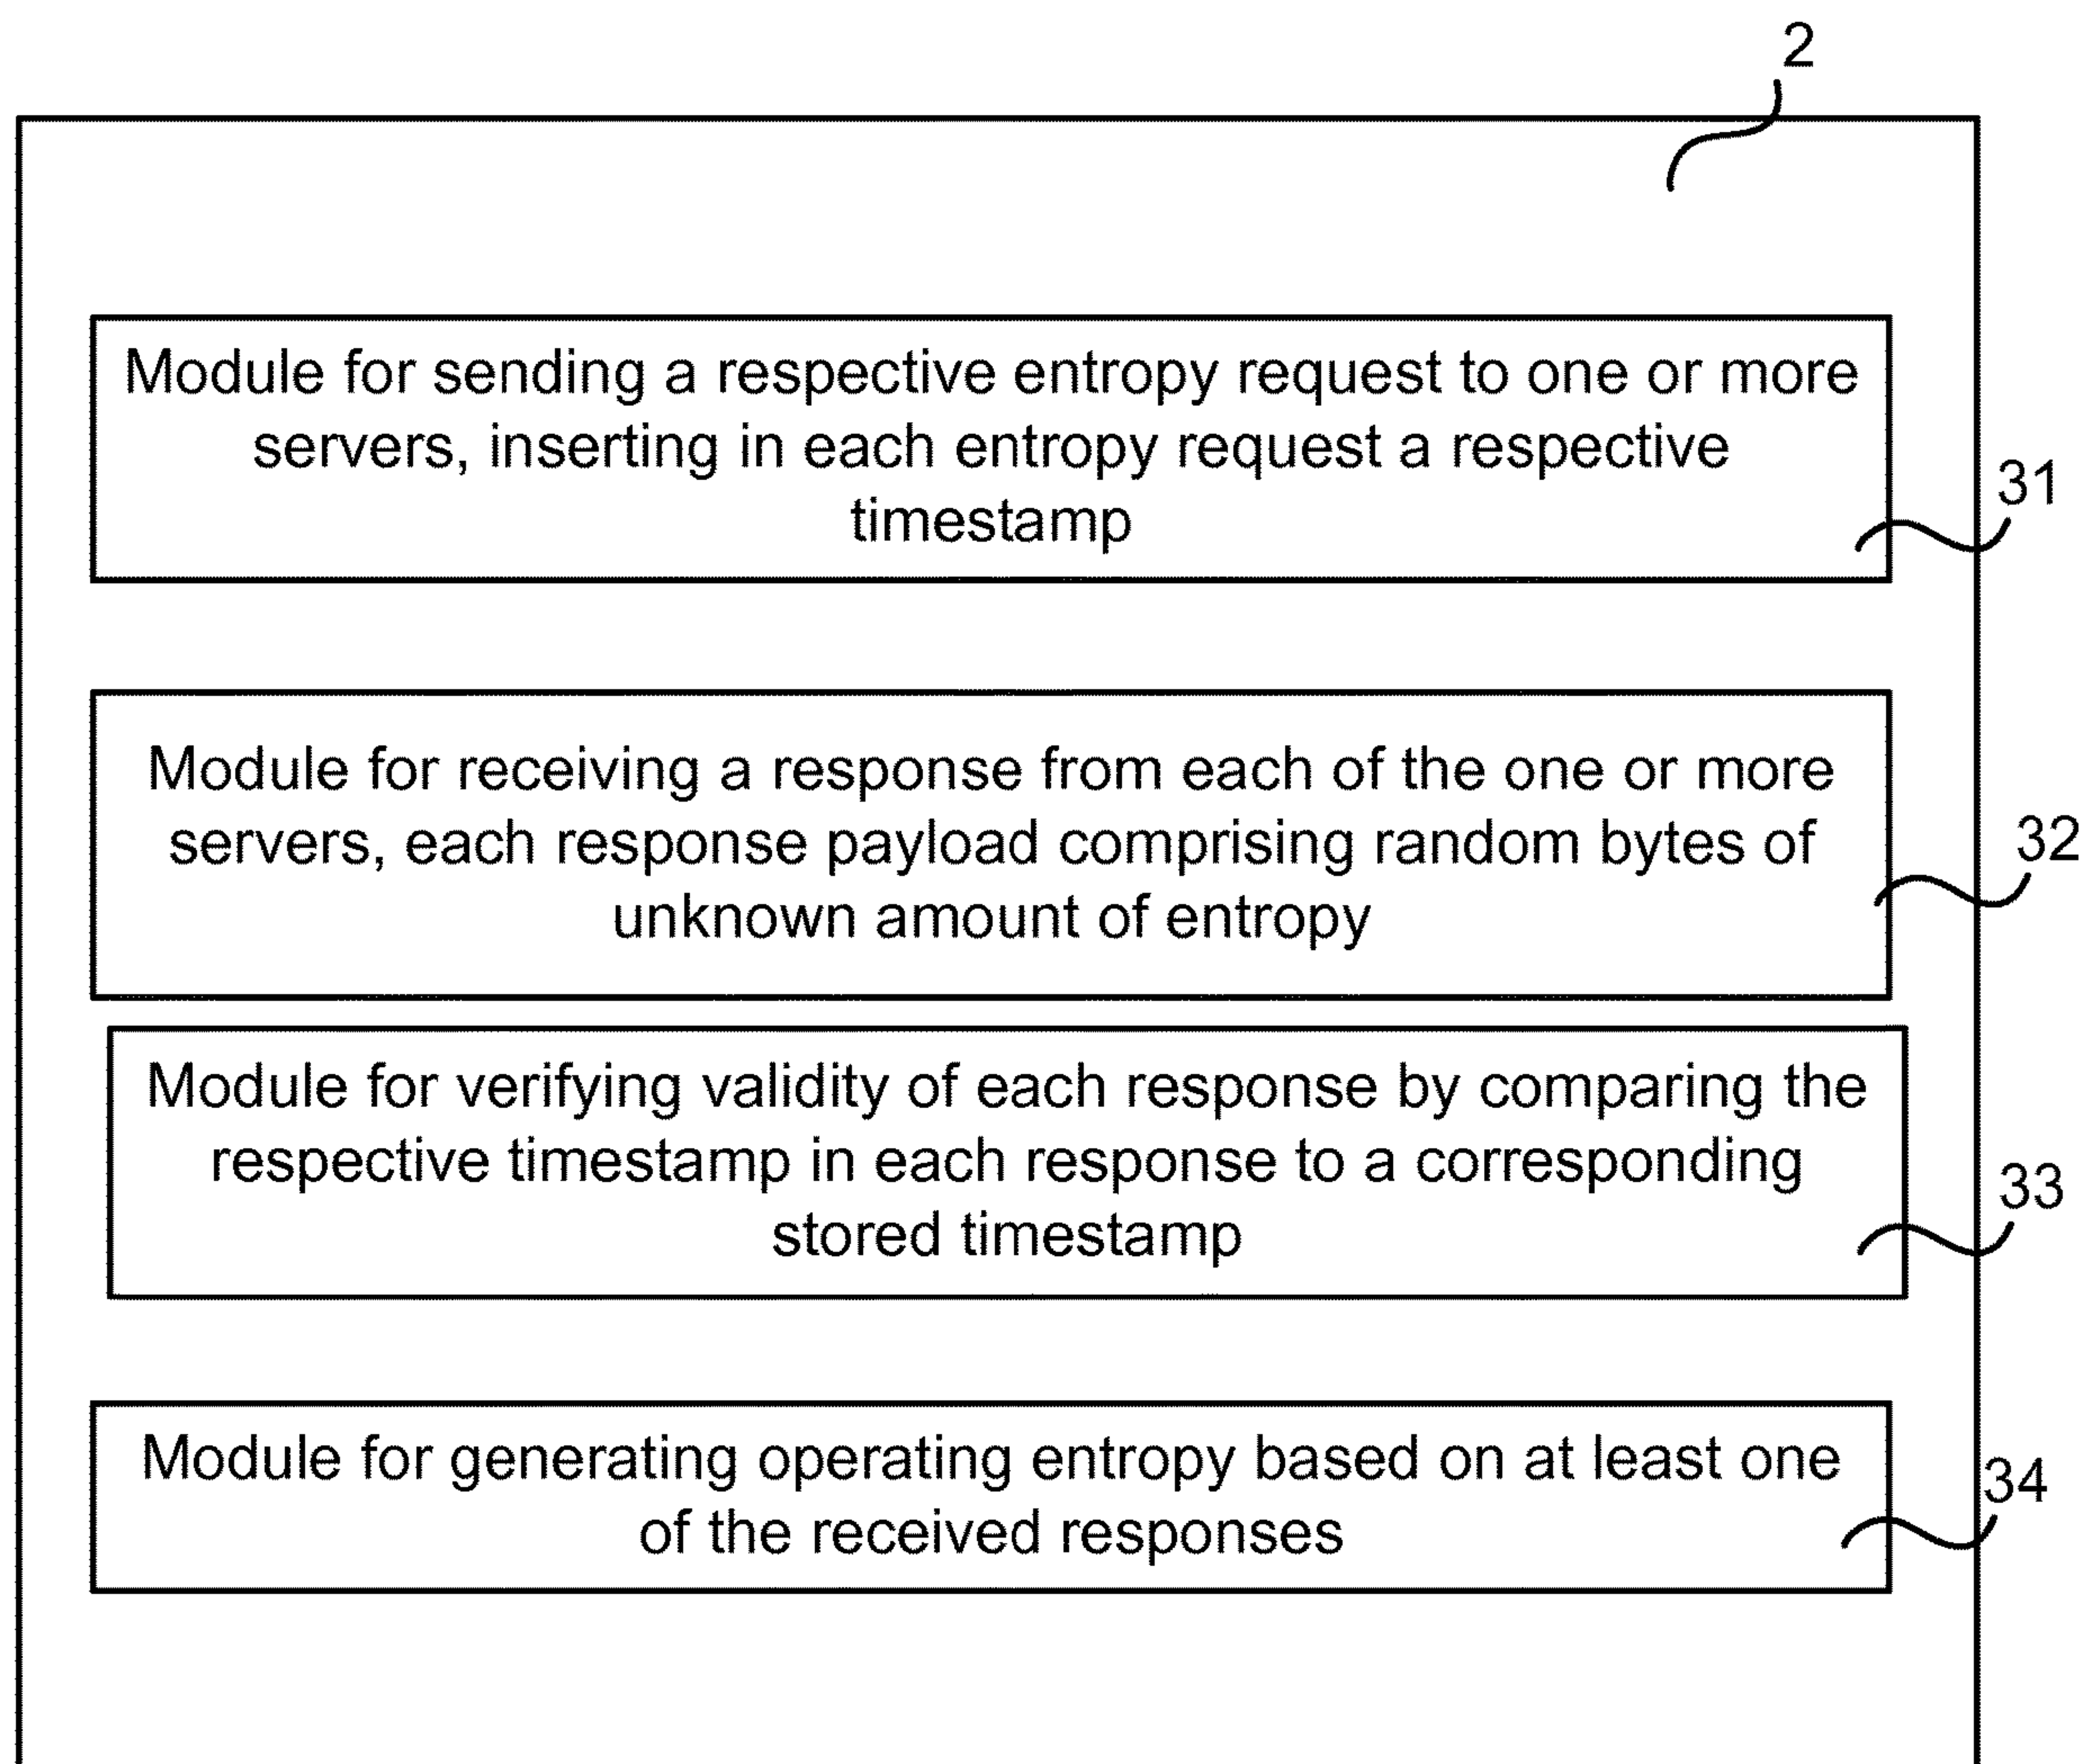 2
Module for sending a respective entropy request to one or more
servers, inserting in each entropy request a respective
timestamp
31
Module for receiving a response from each of the one or more
servers, each response payload comprising random bytes of
unknown amount of entropy
32
Module for verifying validity of each response by comparing the
respective timestamp in each response to a corresponding
stored timestamp
33
Module for generating operating entropy based on at least one
of the received responses
34